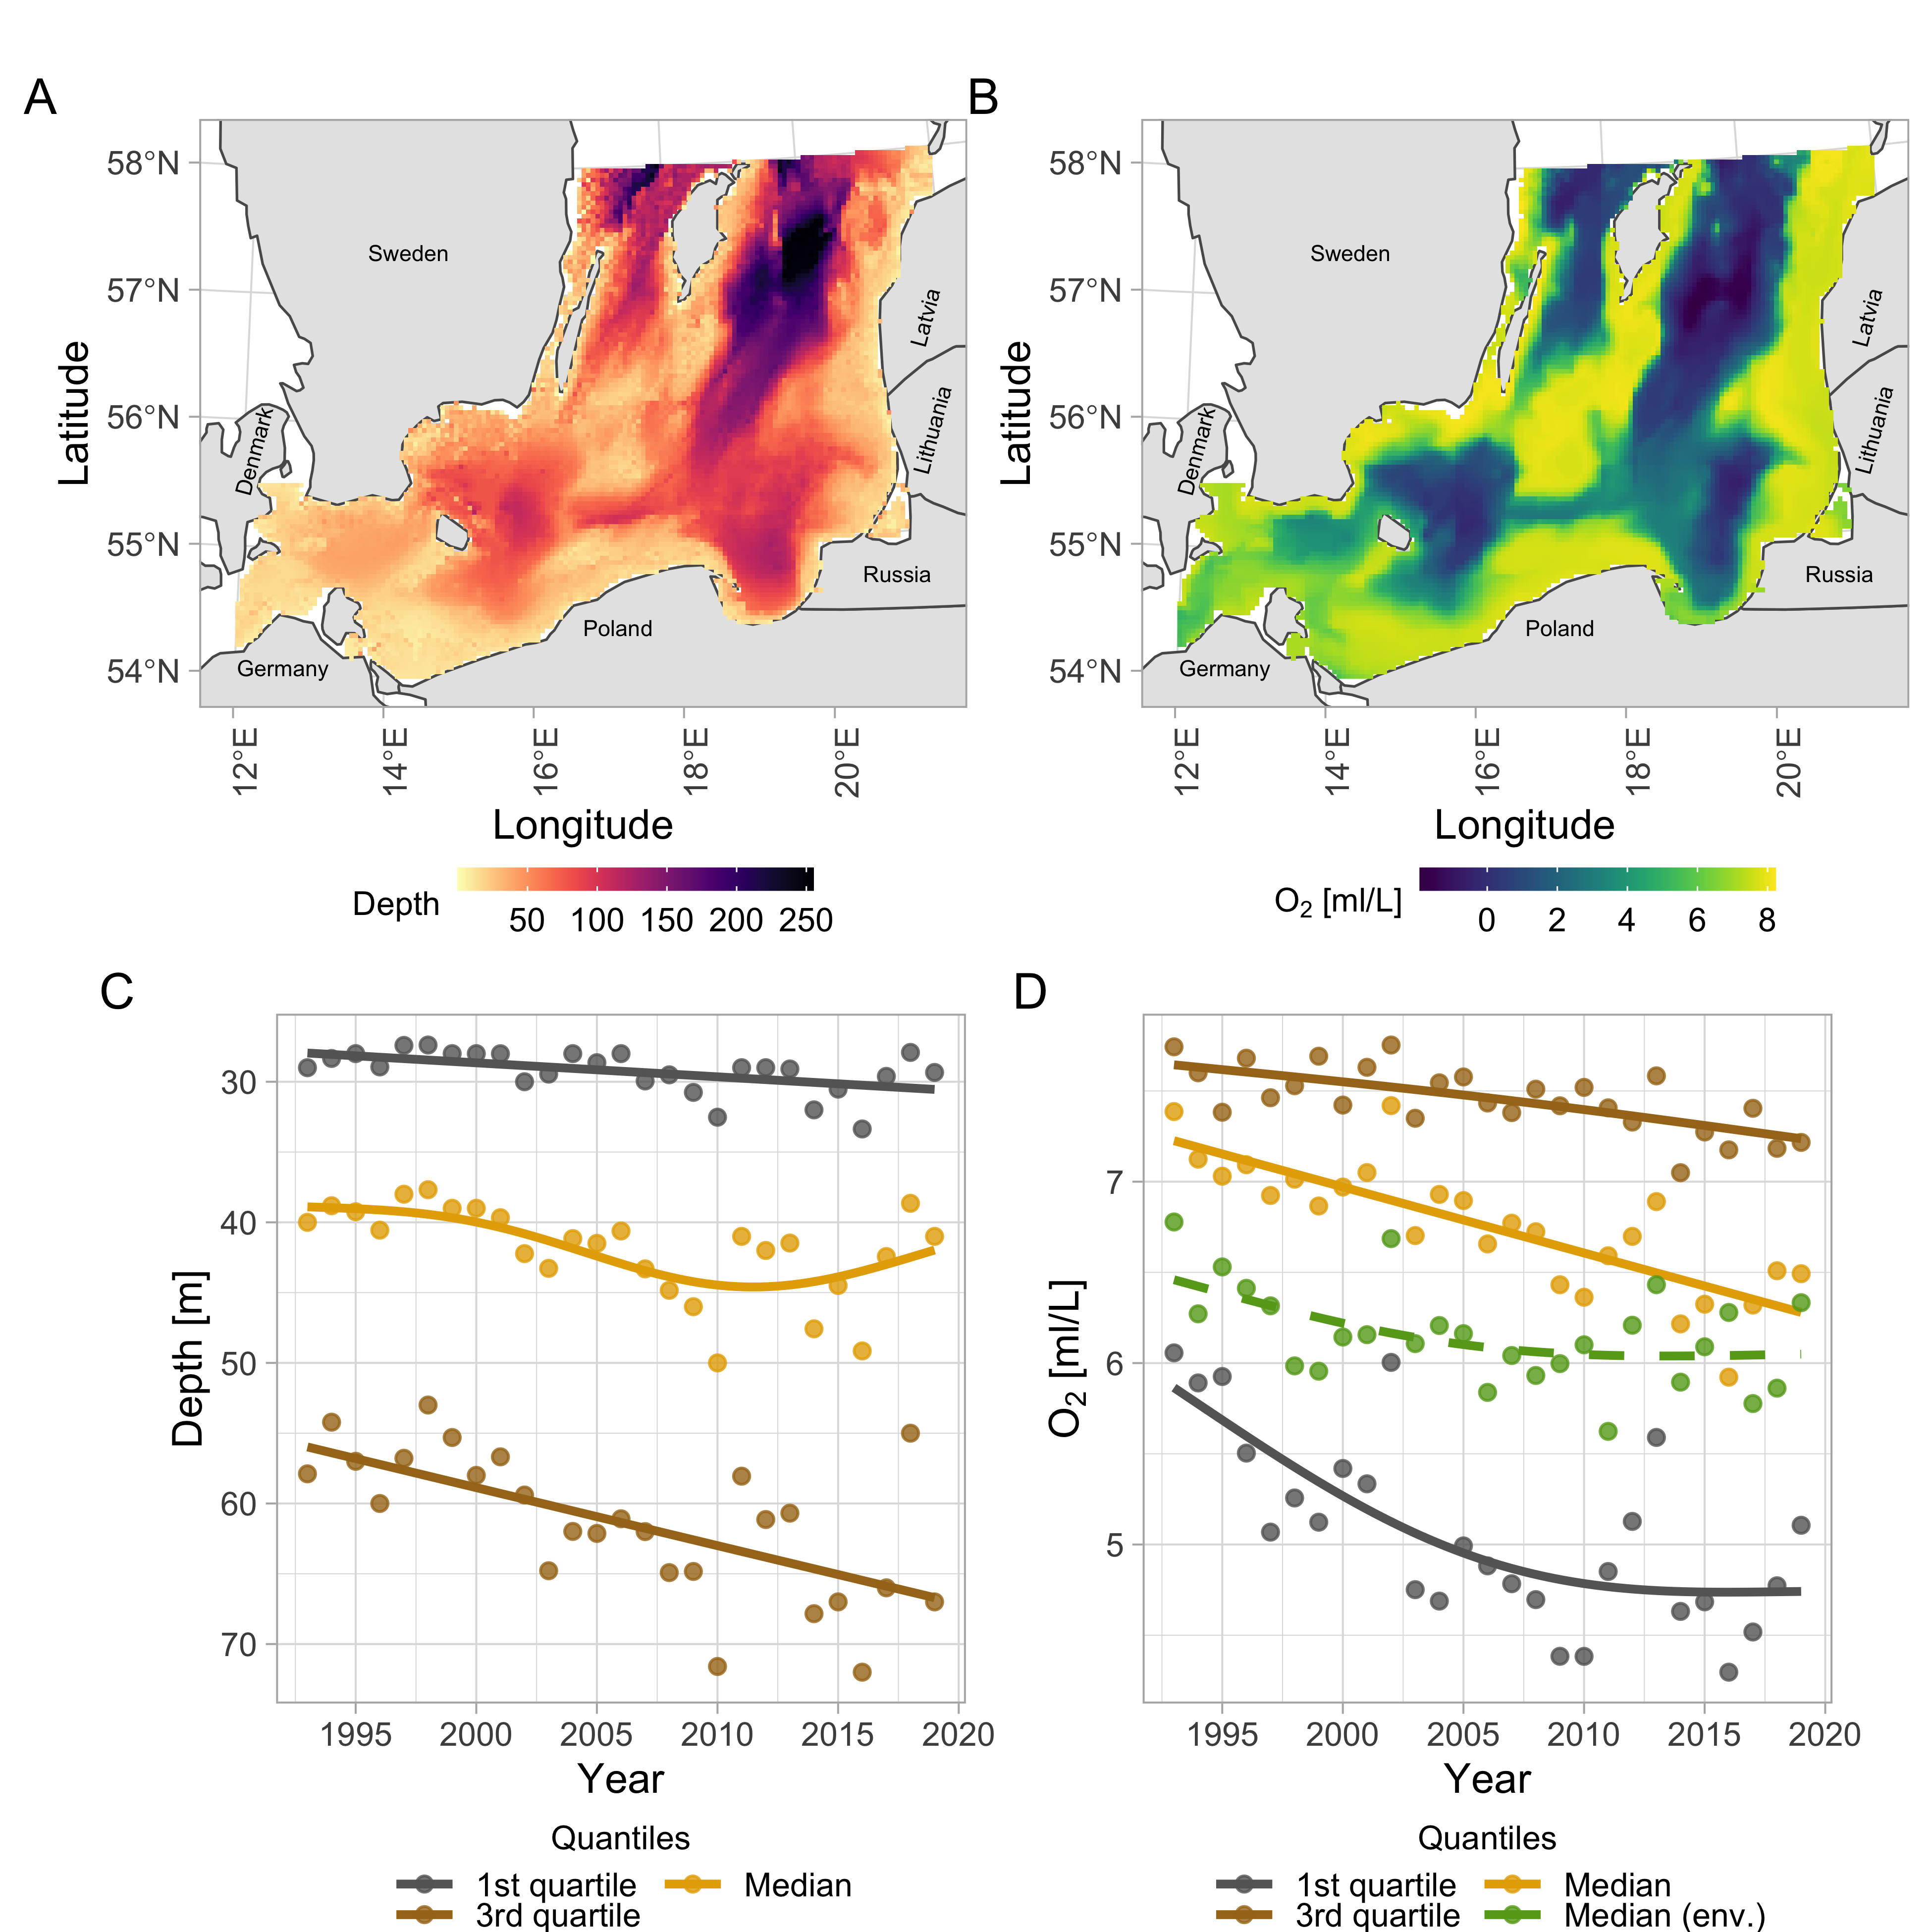 A
B
58°N
57°N
56°N
55°N
54°N
Latitude
Sweden
Denmark
Latvia
Lithuania
Russia
Poland
Germany
12°E
14°E
16°E
18°E
20°E
Longitude
Depth
50
100
150
200
250
58°N
57°N
56°N
55°N
54°N
Latitude
Sweden
Denmark
Latvia
Lithuania
Russia
Poland
Germany
12°E
14°E
16°E
18°E
20°E
Longitude
O₂ [ml/L]
0
2
4
6
8
C
30
40
50
60
70
Depth [m]
1995
2000
2005
2010
2015
2020
Year
Quantiles
1st quartile
Median
3rd quartile
D
7
6
5
O₂ [ml/L]
1995
2000
2005
2010
2015
2020
Year
Quantiles
1st quartile
Median
3rd quartile
Median (env.)